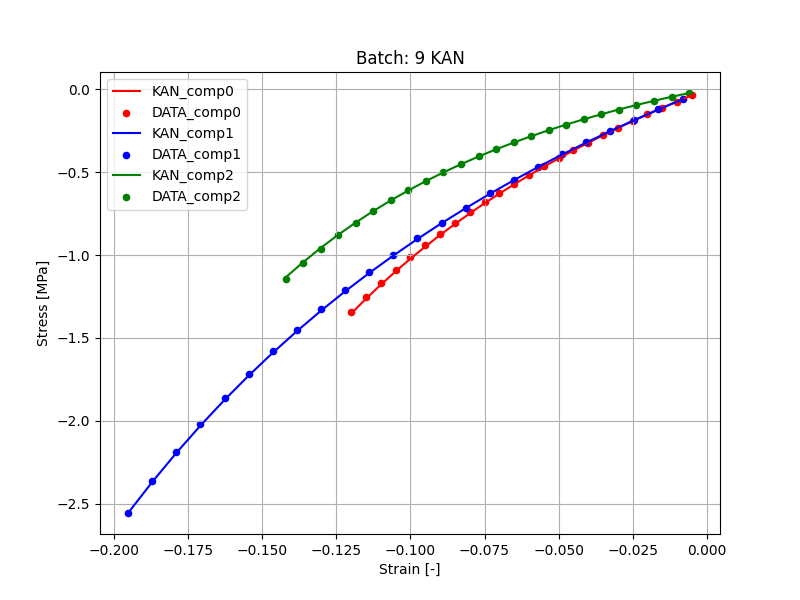 Batch: 9 KAN
KAN_comp0
DATA_comp0
KAN_comp1
DATA_comp1
KAN_comp2
DATA_comp2
0.0
−0.5
−1.0
−1.5
−2.0
−2.5
Stress [MPa]
−0.200 −0.175 −0.150 −0.125 −0.100 −0.075 −0.050 −0.025 0.000
Strain [-]